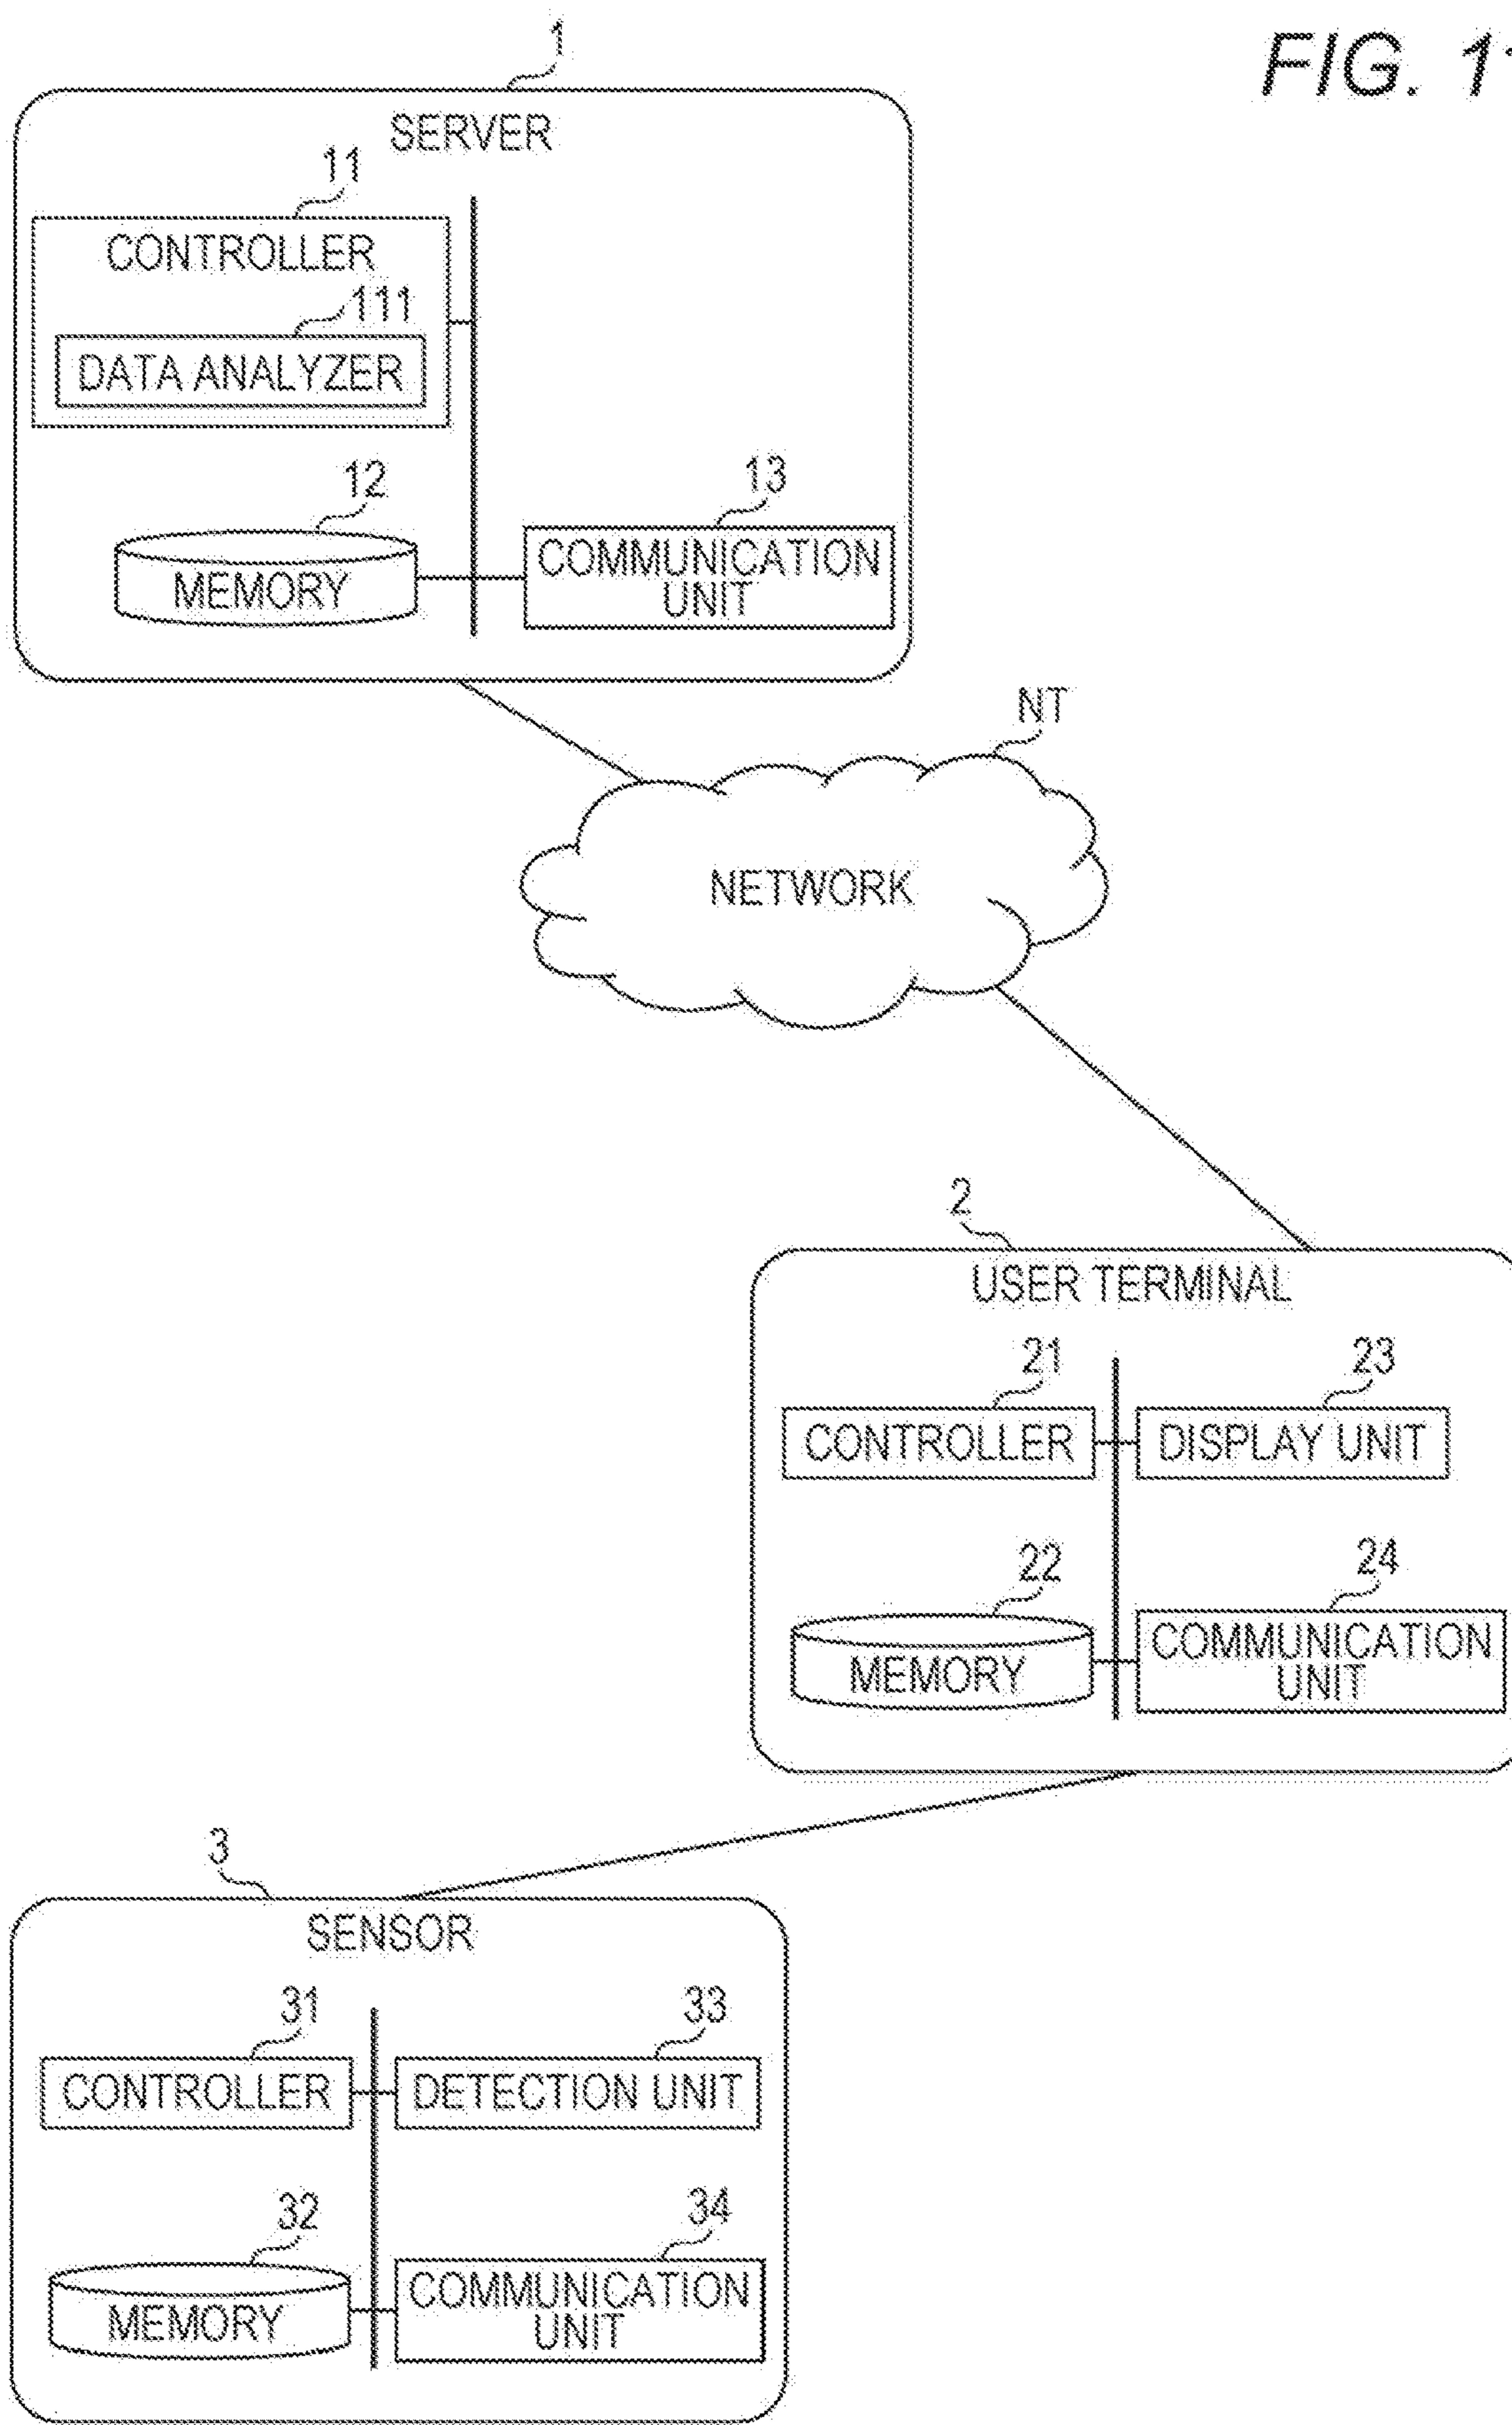 FIG. 11
1
SERVER
11
CONTROLLER
111
DATA ANALYZER
12
MEMORY
13
COMMUNICATION
UNIT
NT
NETWORK
2
USER TERMINAL
21
CONTROLLER
23
DISPLAY UNIT
22
MEMORY
24
COMMUNICATION
UNIT
3
SENSOR
31
CONTROLLER
33
DETECTION UNIT
32
MEMORY
34
COMMUNICATION
UNIT